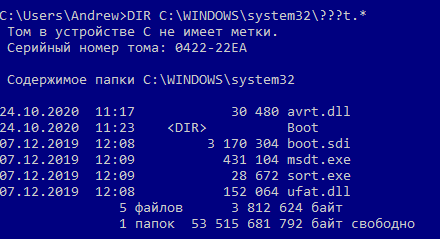 C:\Users\Andrew>DIR C:\WINDOWS\system32\???t.*
Том в устройстве C не имеет метки.
Серийный номер тома: 0422-22EA
Содержимое папки C:\WINDOWS\system32
24.10.2020 11:17 30 480 avrt.dll
24.10.2020 11:23 <DIR> Boot
07.12.2019 12:08 3 170 304 boot.sdi
07.12.2019 12:09 431 104 msdt.exe
07.12.2019 12:09 28 672 sort.exe
07.12.2019 12:08 152 064 ufat.dll
5 файлов 3 812 624 байт
1 папок 53 515 681 792 байт свободно